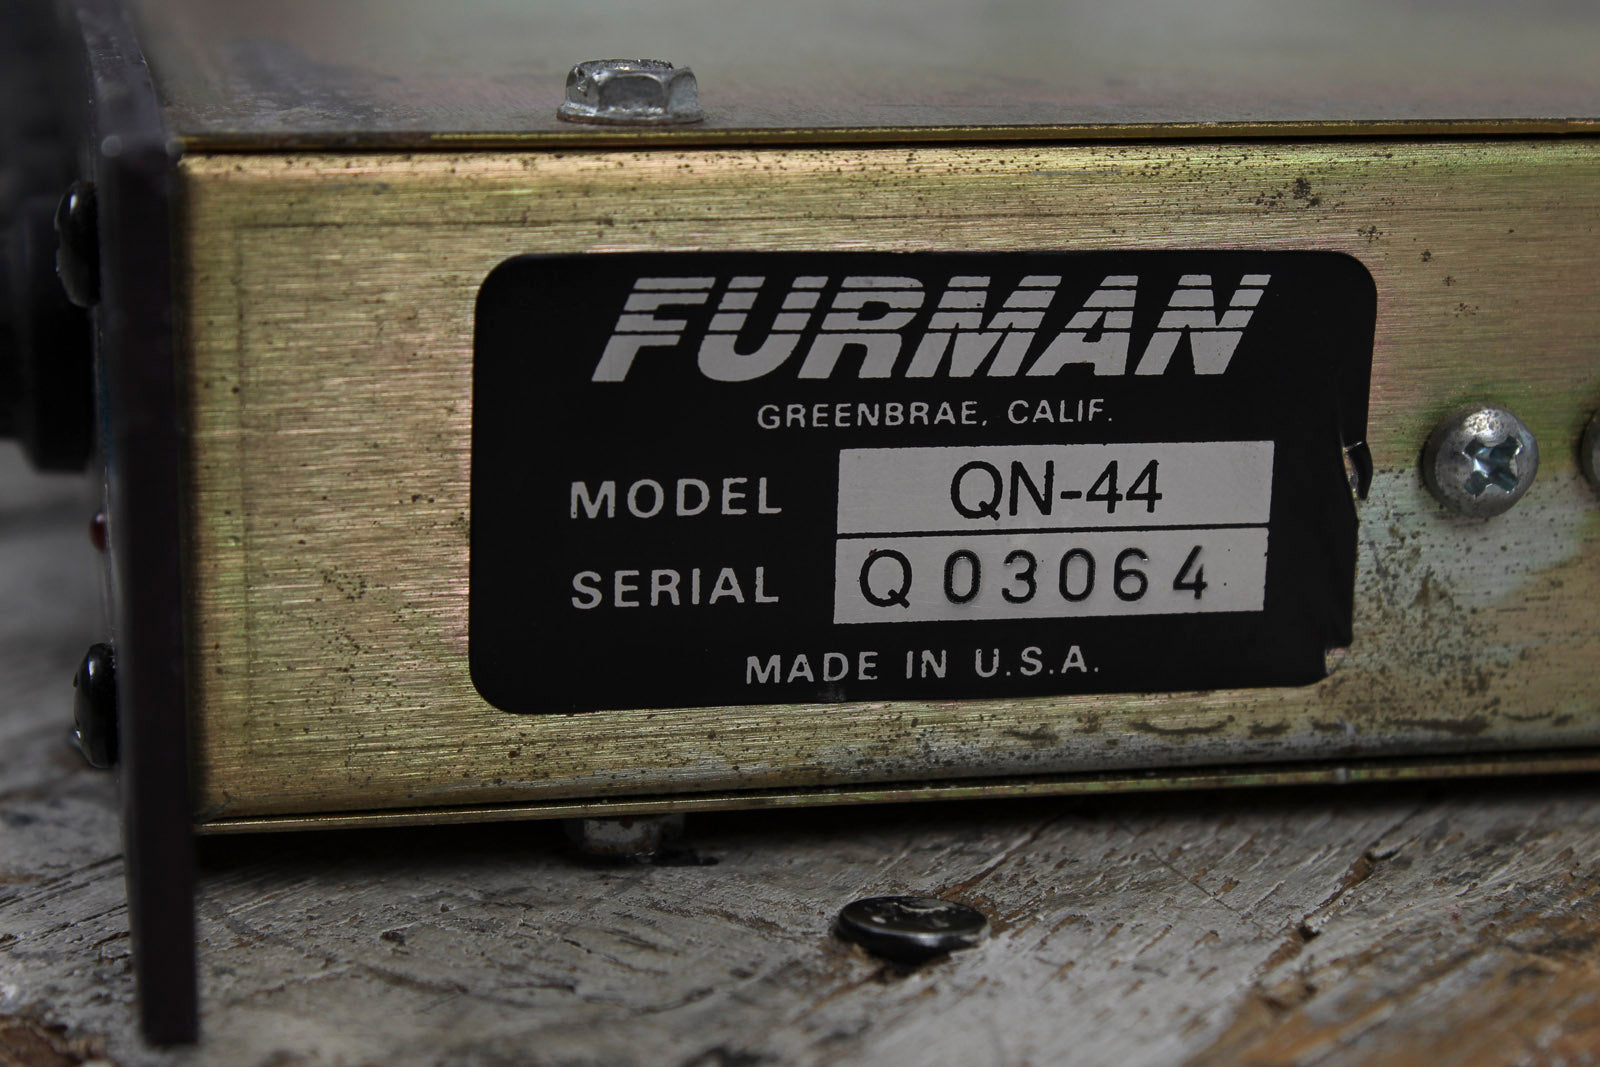 FURMAN
GREENBRAE, CALIF.
MODEL QN-44
SERIAL Q 03064
MADE IN U.S.A.